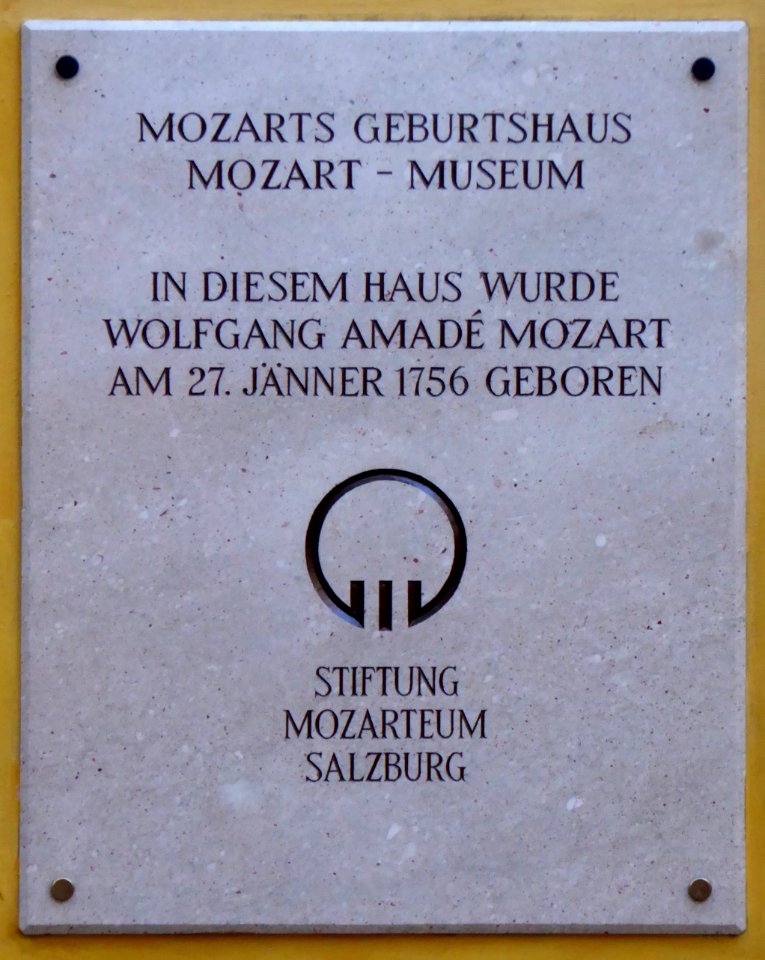 MOZARTS GEBURTSHAUS
MOZART - MUSEUM
IN DIESEM HAUS WURDE
WOLFGANG AMADÉ MOZART
AM 27. JÄNNER 1756 GEBOREN
STIFTUNG
MOZARTEUM
SALZBURG